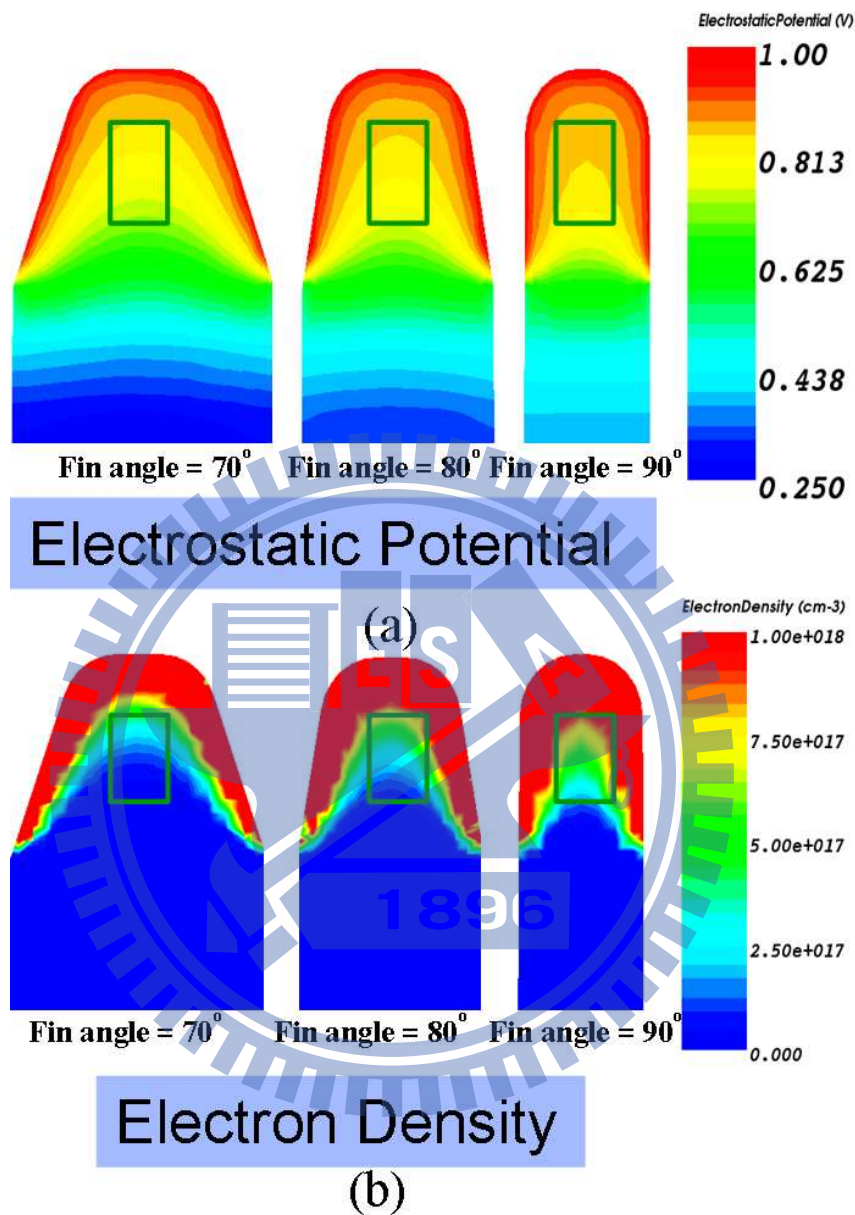 ElectrostaticPotential (V)
1.00
0.813
0.625
0.438
0.250
Fin angle = 70° Fin angle = 80° Fin angle = 90°
Electrostatic Potential
(a)
ElectronDensity (cm-3)
1.00e+018
7.50e+017
5.00e+017
2.50e+017
0.000
E S A
1896
Fin angle = 70° Fin angle = 80° Fin angle = 90°
Electron Density
(b)